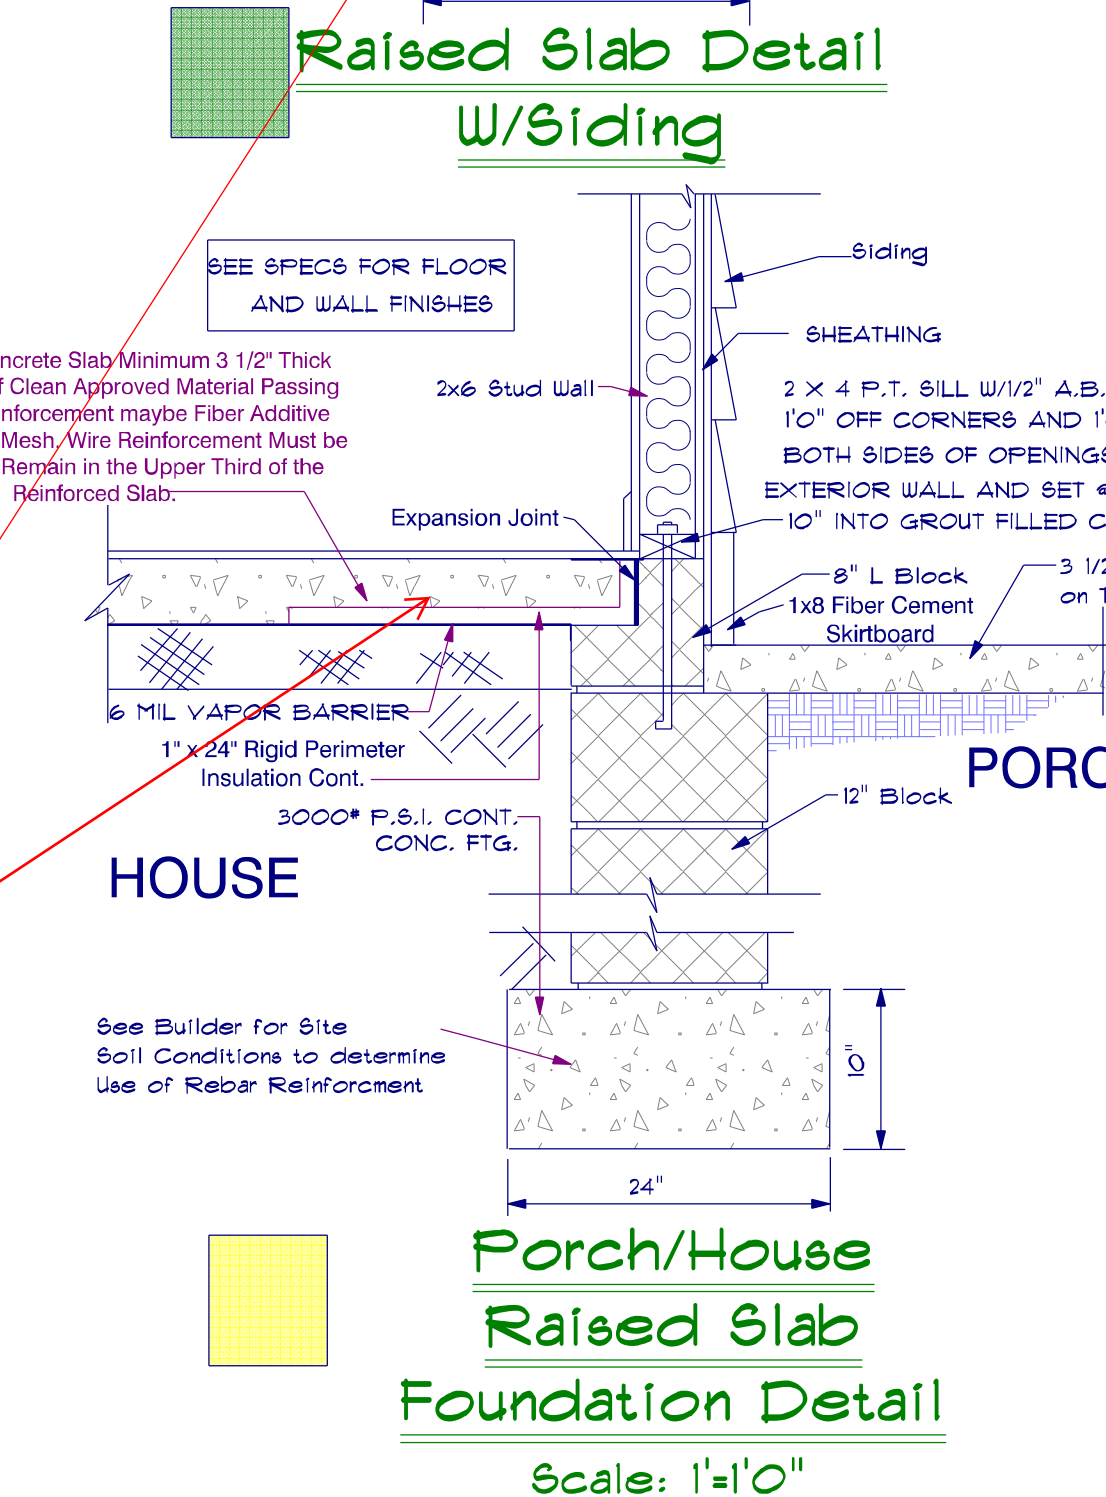 Raised Slab Detail
W/Siding
SEE SPECS FOR FLOOR
AND WALL FINISHES
Siding
SHEATHING
Slab Minimum 3 1/2" Thick
Clean Approved Material Passing
maybe Fiber Additive
Mesh. Wire Reinforcement Must be
Remain in the Upper Third of the
Reinforced Slab.
2x6 Stud Wall
2 X 4 P.T. SILL W/1/2" A.B.
1'0" OFF CORNERS AND
BOTH SIDES OF OPENINGS
EXTERIOR WALL AND SET @
10" INTO GROUT FILLED
Expansion Joint
8" L Block
1x8 Fiber Cement
Skirtboard
3 1/2
on
6 MIL VAPOR BARRIER
1" x 24" Rigid Perimeter
Insulation Cont.
3000# P.S.I. CONT.
CONC. FTG.
12" Block
HOUSE
See Builder for Site
Soil Conditions to determine
Use of Rebar Reinforcment
10"
24"
Porch/House
Raised Slab
Foundation Detail
Scale: 1'=1'0"